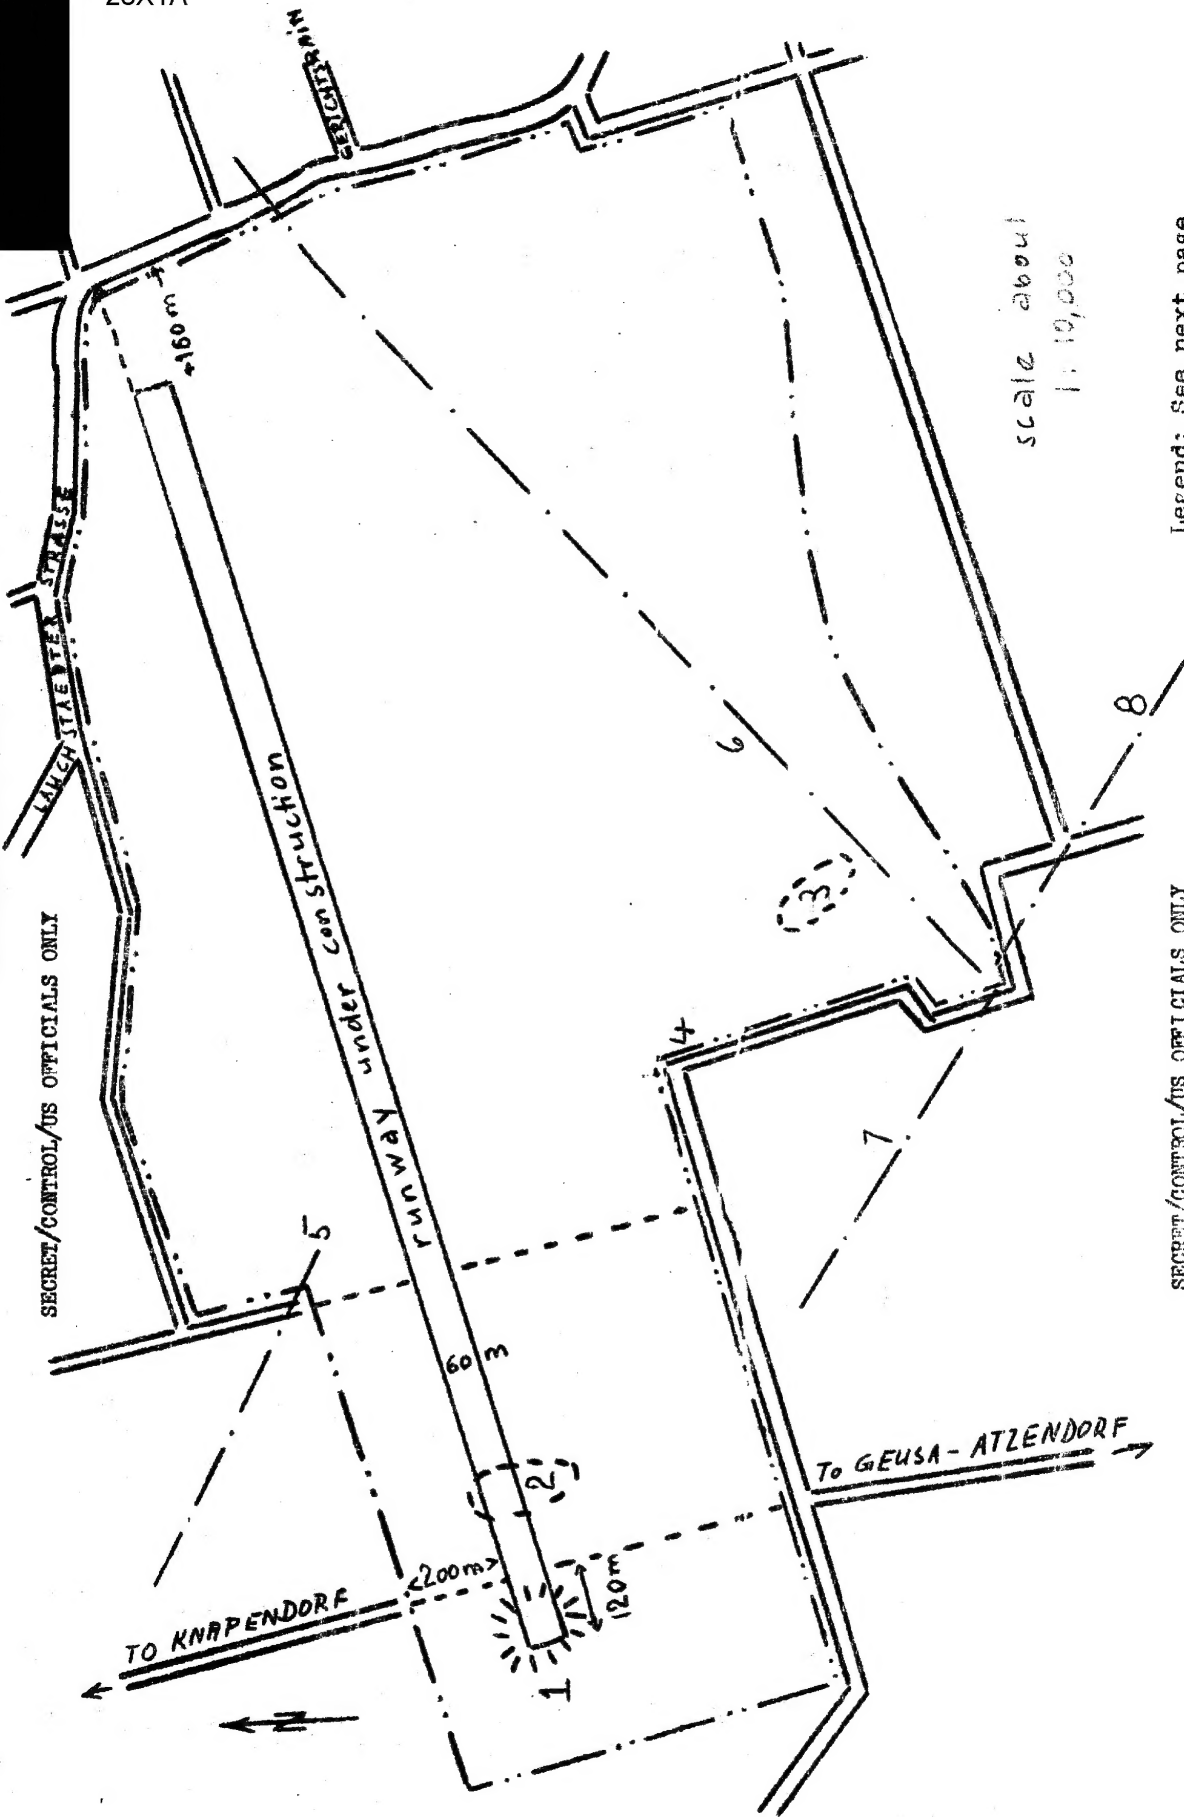 25X1A
GERICHTSRAIN
LAUCHSTAEDTER STRASSE
SECRET/CONTROL/US OFFICIALS ONLY
160 m
runway under construction
60 m
200m
120m
1
2
3
4
5
6
7
8
N
TO KNAPENDORF
To GEUSA - ATZENDORF
scale about
1:10,000
Legend: See next page
SECRET/CONTROL/US OFFICIALS ONLY